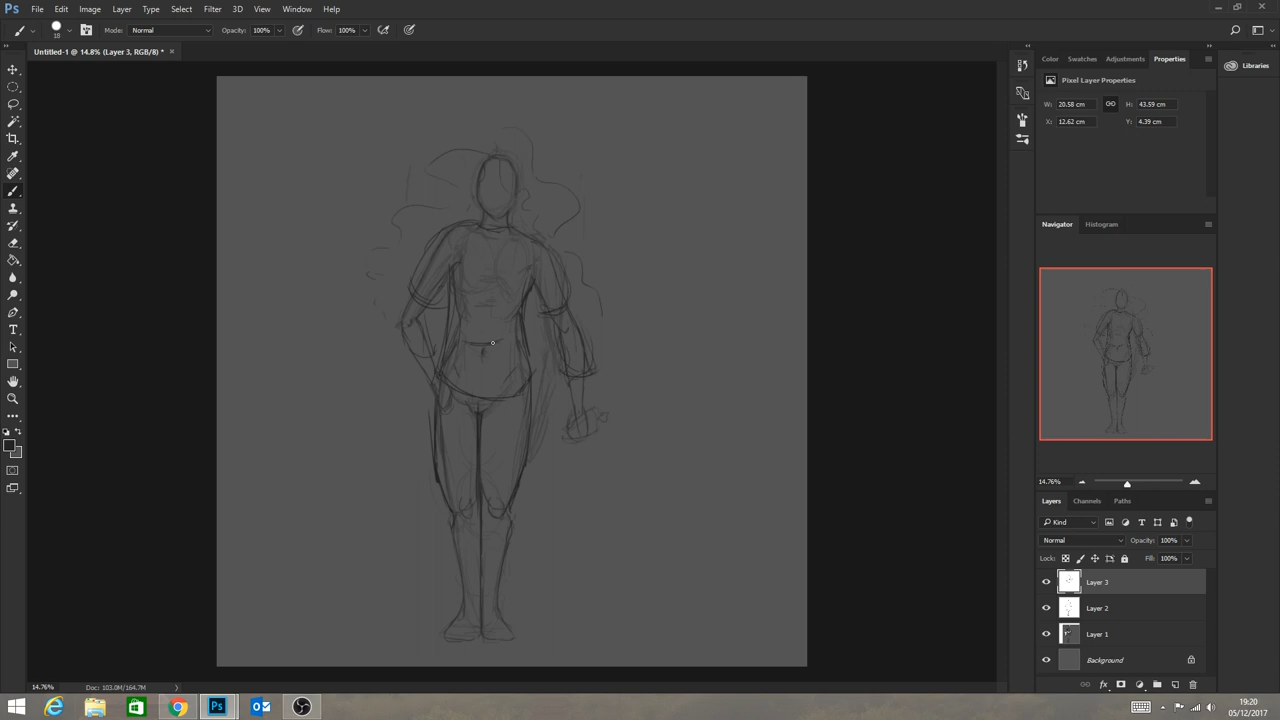 Ps File Edit Image Layer Type Select Filter 3D View Window Help
18 Mode: Normal Opacity: 100% Flow: 100%
Untitled-1 @ 14.8% (Layer 3, RGB/8) * ×
Color Swatches Adjustments Properties
Libraries
Pixel Layer Properties
W: 20.58 cm H: 43.59 cm
X: 12.62 cm Y: 4.39 cm
Navigator Histogram
14.76%
Layers Channels Paths
Kind
Normal Opacity: 100%
Lock: Fill: 100%
Layer 3
Layer 2
Layer 1
Background
14.76% Doc: 103.0M/164.7M
Ps
19:20
05/12/2017